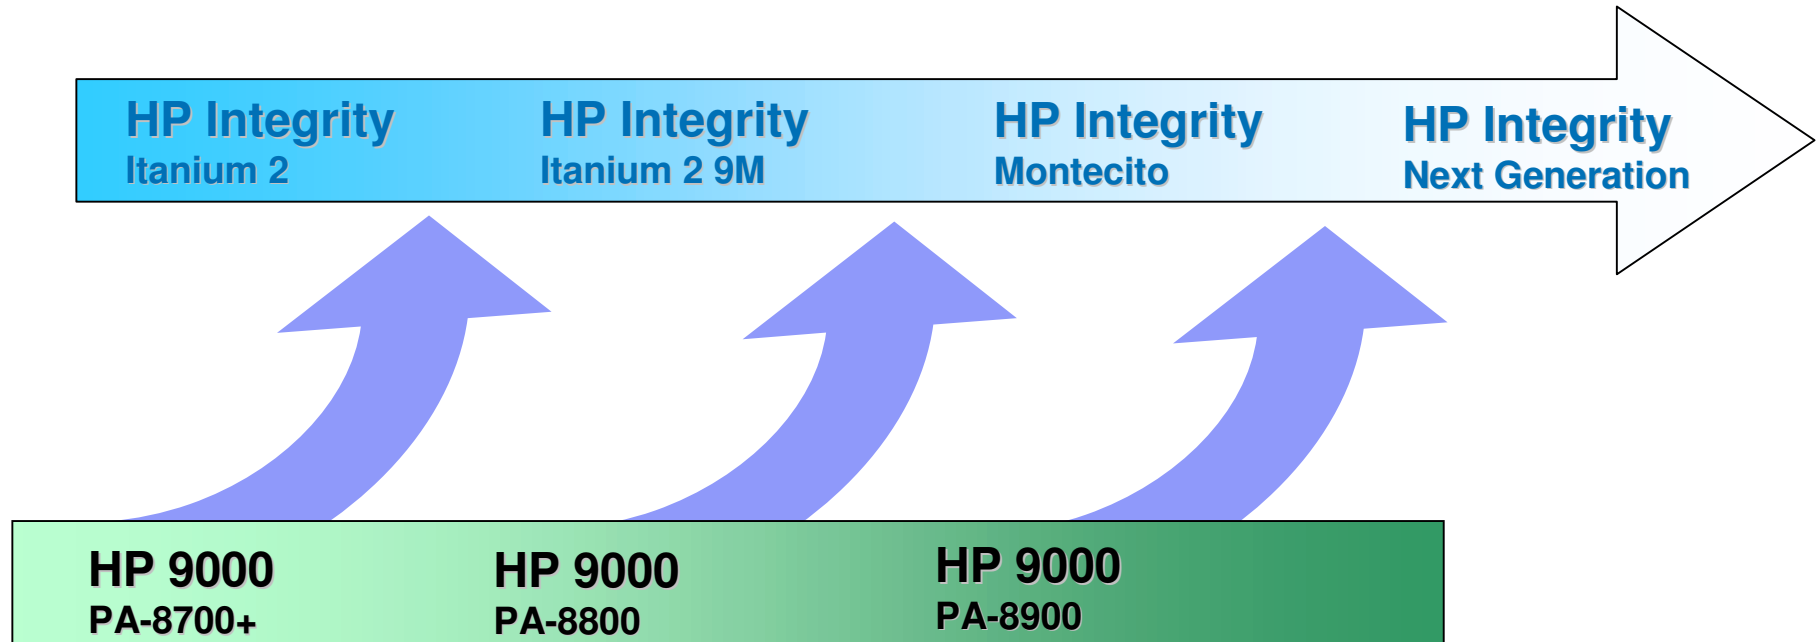 HP Integrity
Itanium 2
HP Integrity
Itanium 2 9M
HP Integrity
Montecito
HP Integrity
Next Generation
HP 9000
PA-8700+
HP 9000
PA-8800
HP 9000
PA-8900